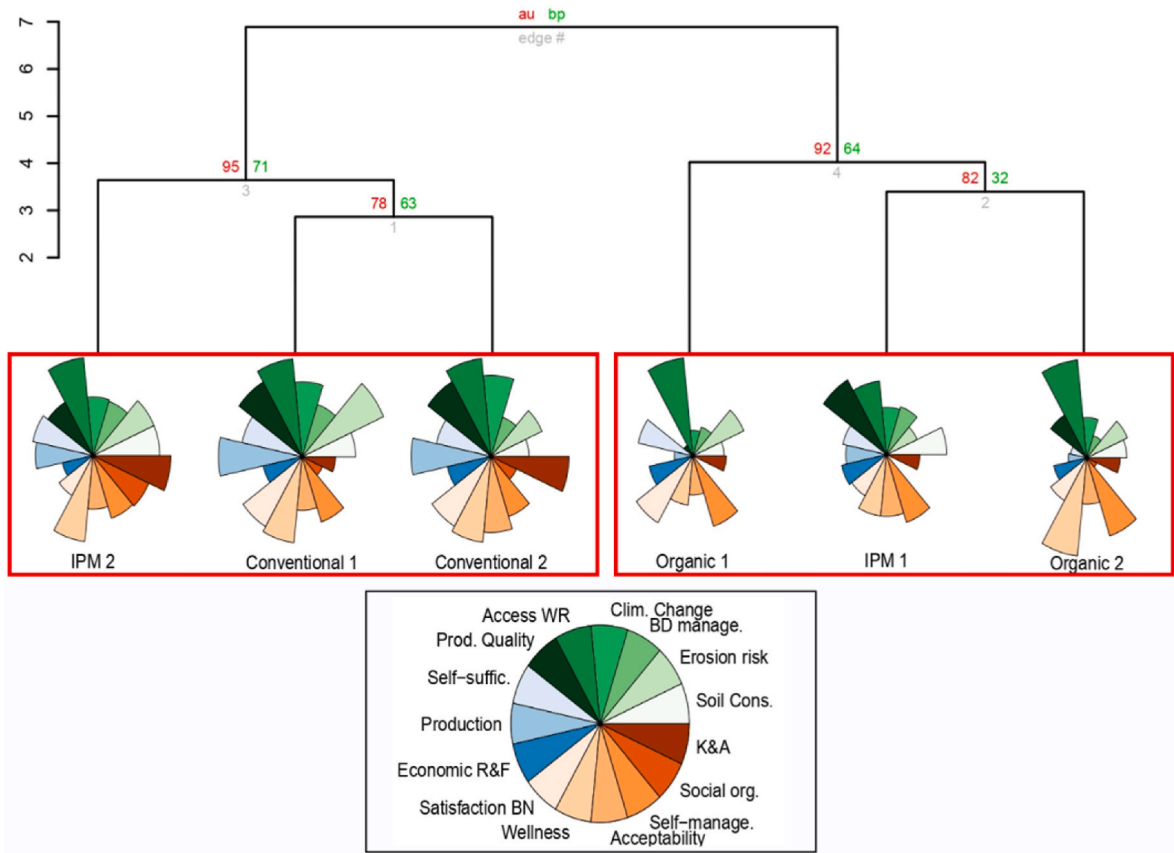 7
6
5
4
3
2
au bp
edge #
95 71
3
78 63
1
92 64
4
82 32
2
IPM 2
Conventional 1
Conventional 2
Organic 1
IPM 1
Organic 2
Access WR
Clim. Change
Prod. Quality
BD manage.
Self-suffic.
Erosion risk
Production
Soil Cons.
Economic R&F
K&A
Satisfaction BN
Social org.
Wellness
Self-manage.
Acceptability